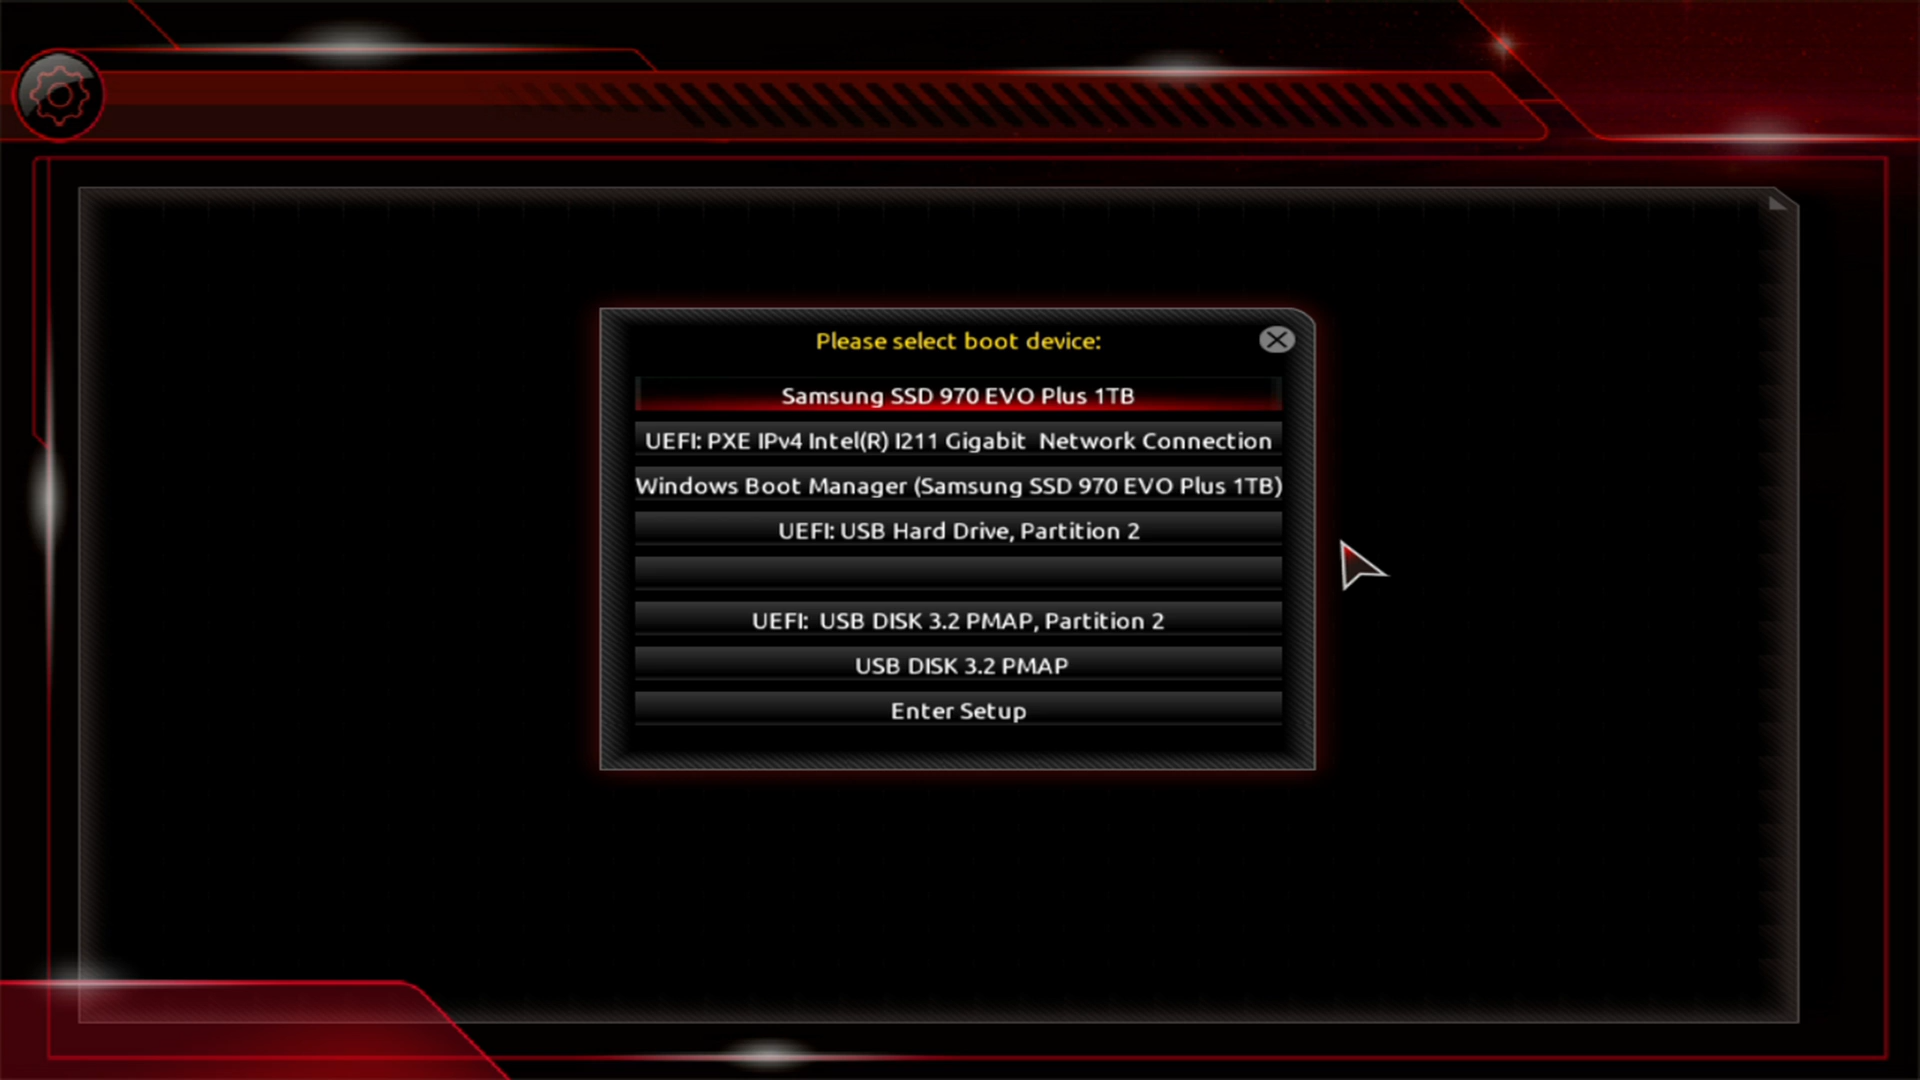 Please select boot device:
Samsung SSD 970 EVO Plus 1TB
UEFI: PXE IPv4 Intel(R) I211 Gigabit  Network Connection
Windows Boot Manager (Samsung SSD 970 EVO Plus 1TB)
UEFI: USB Hard Drive, Partition 2
UEFI:  USB DISK 3.2 PMAP, Partition 2
USB DISK 3.2 PMAP
Enter Setup